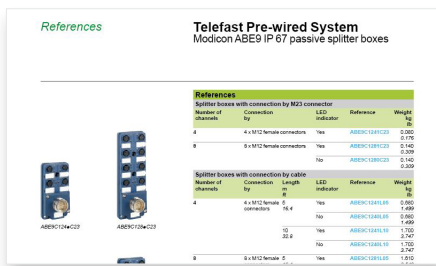 References
Telefast Pre-wired System
Modicon ABE9 IP 67 passive splitter boxes
References
Splitter boxes with connection by M23 connector
Number of channels Connection by LED indicator Reference Weight kg lb
4 4 x M12 female connectors Yes ABE9C1241C23 0.080 0.176
8 8 x M12 female connectors Yes ABE9C1281C23 0.140 0.309
No ABE9C1280C23 0.140 0.309
Splitter boxes with connection by cable
Number of channels Connection by Length m ft LED indicator Reference Weight kg lb
4 4 x M12 female connectors 5 16.4 Yes ABE9C1241L05 0.680 1.499
No ABE9C1240L05 0.680 1.499
10 32.8 Yes ABE9C1241L10 1.700 3.747
No ABE9C1240L10 1.700 3.747
8 8 x M12 female 5 Yes ABE9C1281L05 1.610
ABE9C124●C23
ABE9C128●C23